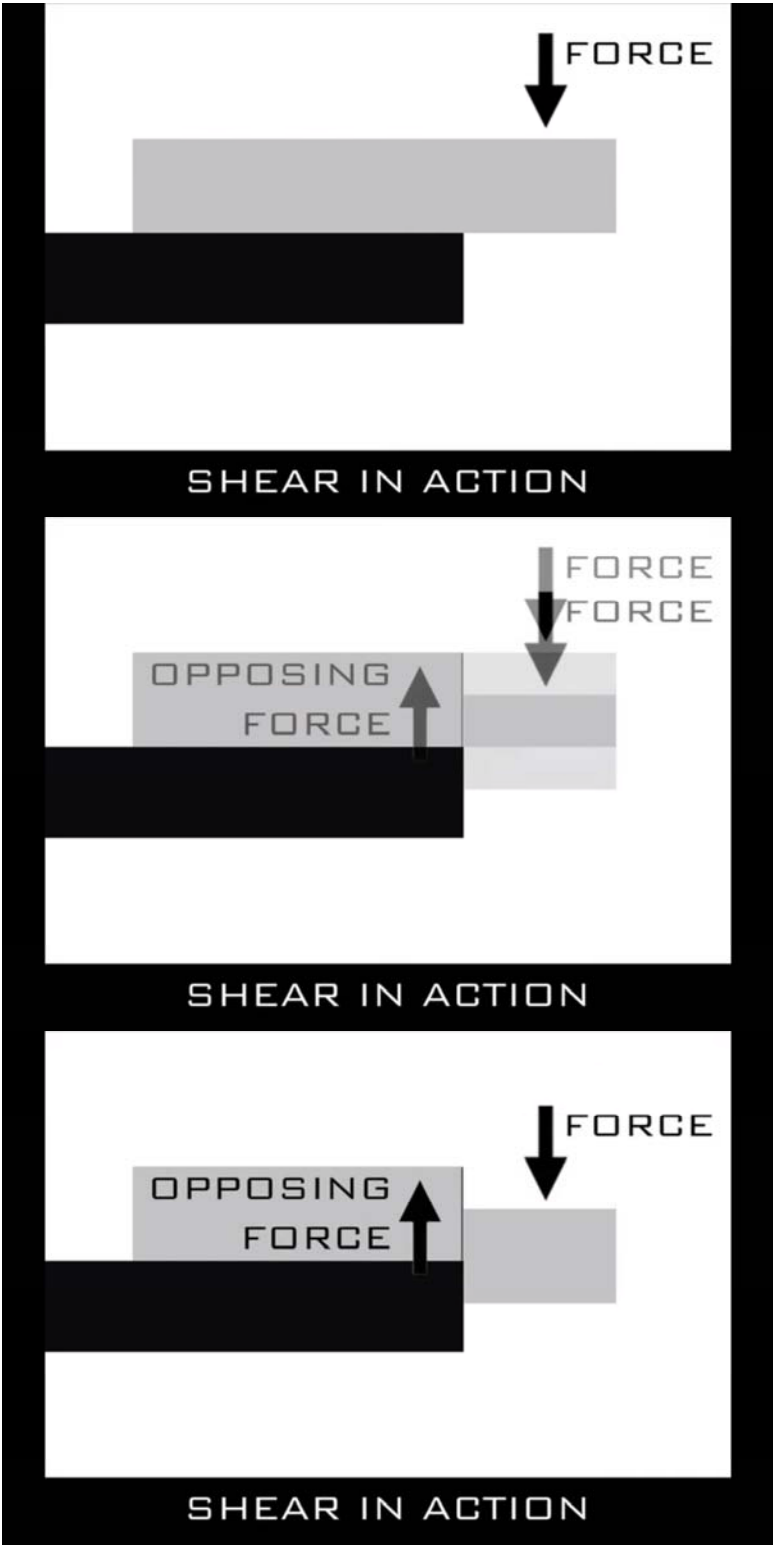 FORCE
SHEAR IN ACTION
FORCE
FORCE
OPPOSING
FORCE
SHEAR IN ACTION
FORCE
OPPOSING
FORCE
SHEAR IN ACTION